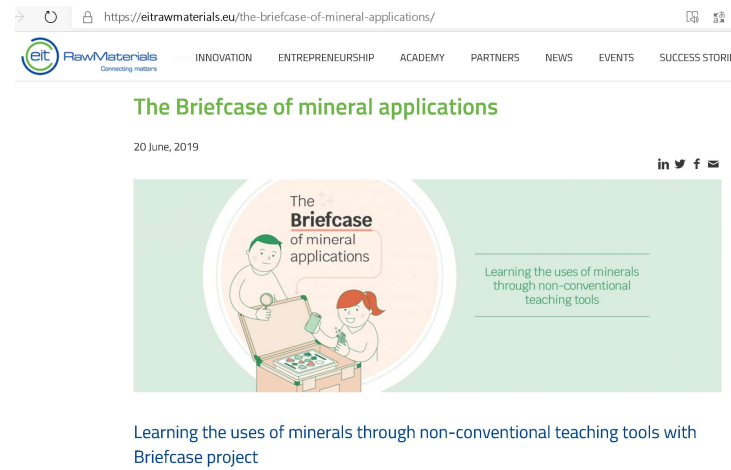 https://eitrawmaterials.eu/the-briefcase-of-mineral-applications/
eit RawMaterials
Connecting matters
INNOVATION ENTREPRENEURSHIP ACADEMY PARTNERS NEWS EVENTS SUCCESS STORI
The Briefcase of mineral applications
20 June, 2019
The
Briefcase
of mineral
applications
Learning the uses of minerals
through non-conventional
teaching tools
Learning the uses of minerals through non-conventional teaching tools with
Briefcase project